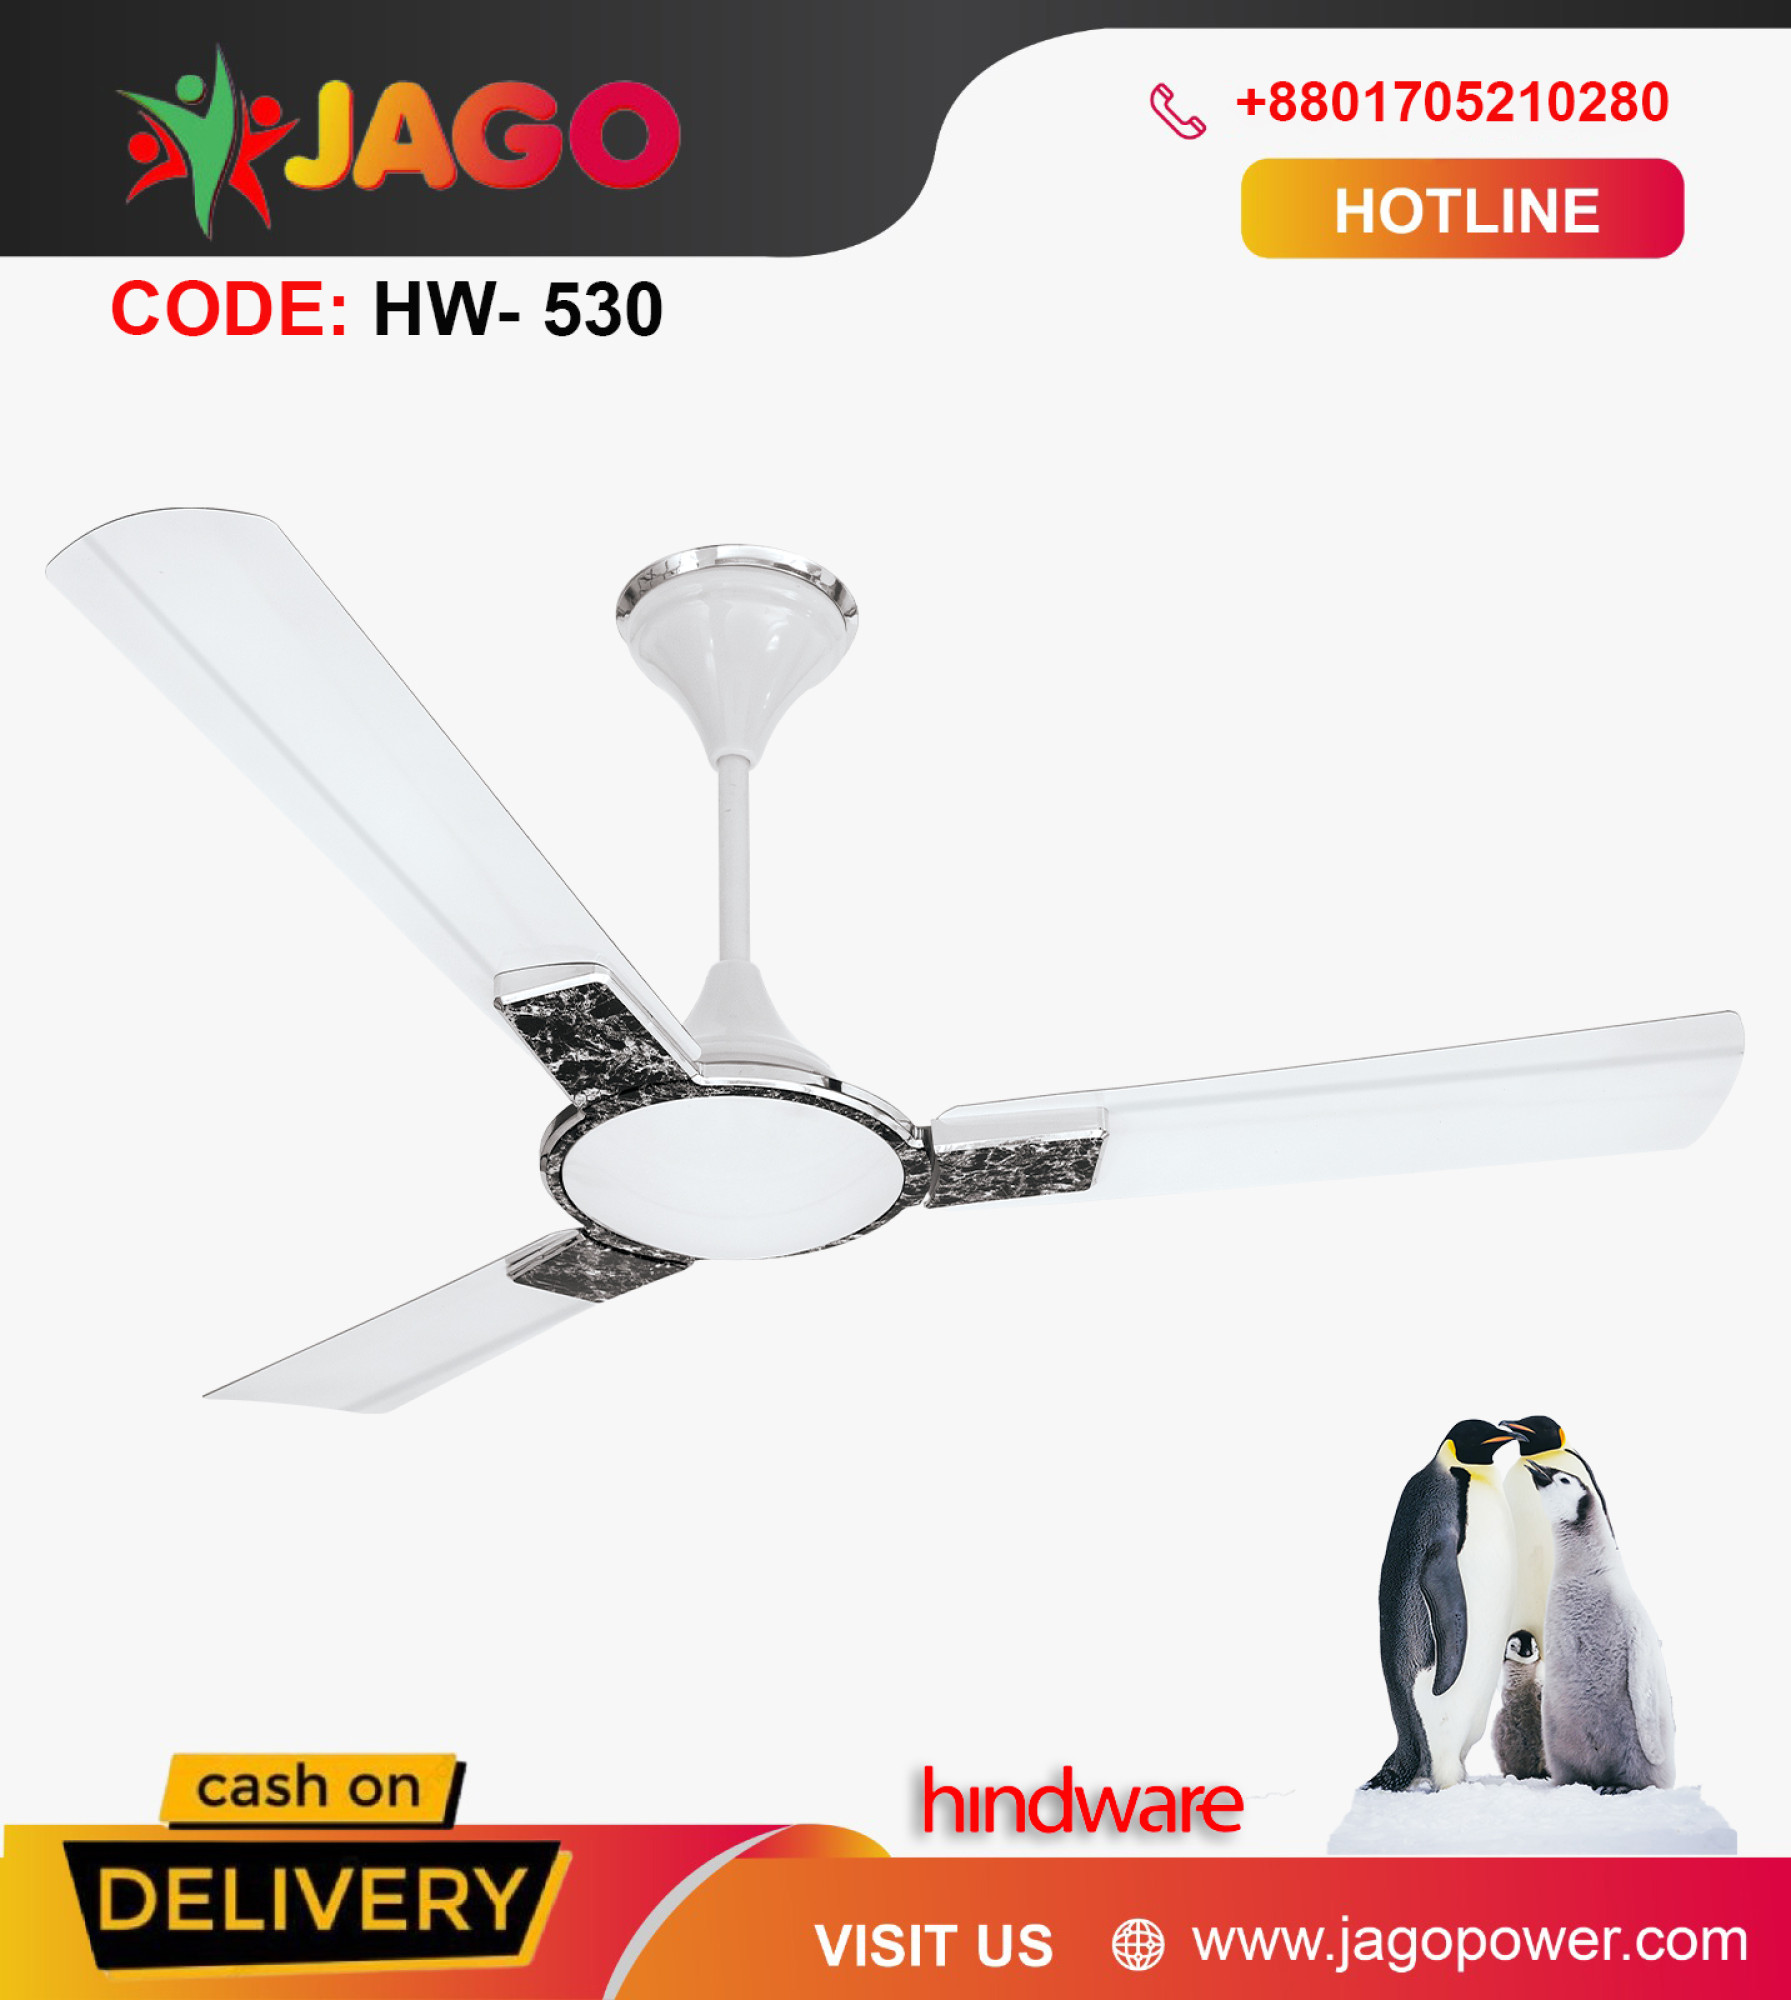 JAGO
+8801705210280
HOTLINE
CODE: HW- 530
cash on
DELIVERY
hindware
VISIT US
www.jagopower.com